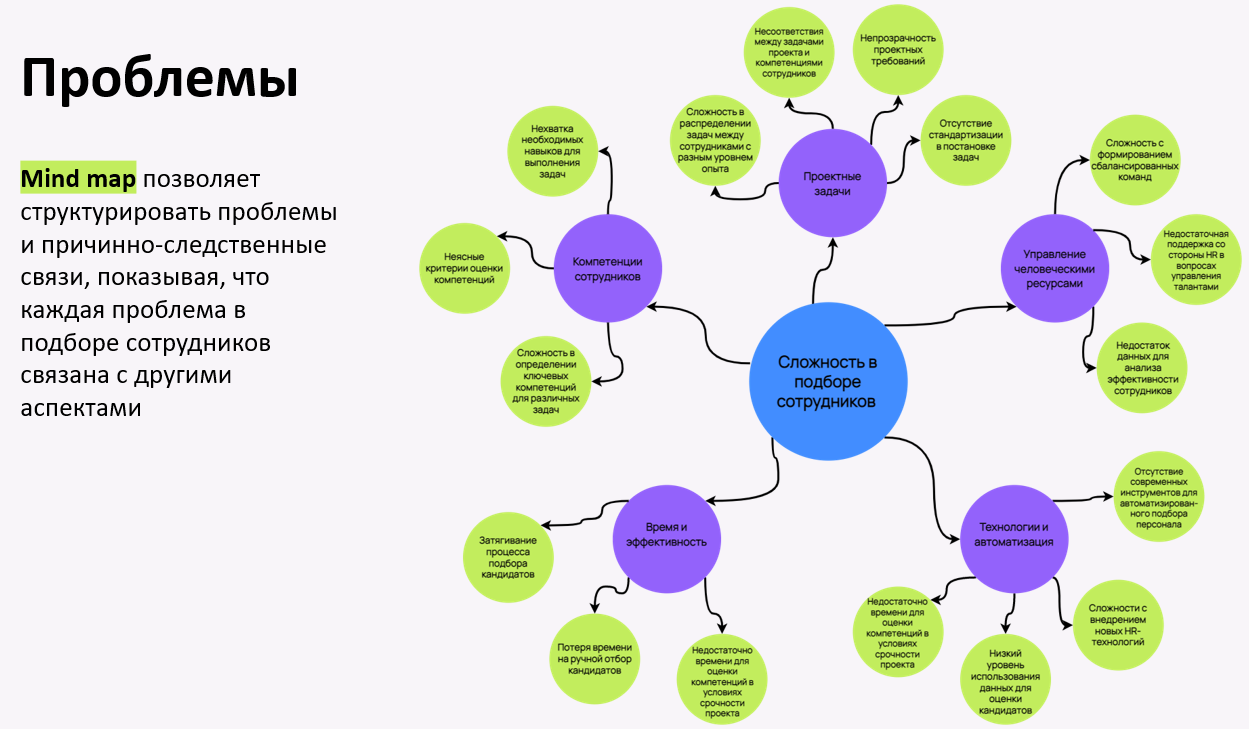 Проблемы
Mind map позволяет
структурировать проблемы
и причинно-следственные
связи, показывая, что
каждая проблема в
подборе сотрудников
связана с другими
аспектами
Несоответствия
между задачами
проекта и
компетенциями
сотрудников
Непрозрачность
проектных
требований
Сложность в
распределении
задач между
сотрудниками с
разным уровнем
опыта
Отсутствие
стандартизации
в постановке
задач
Проектные
задачи
Нехватка
необходимых
навыков для
выполнения
задач
Неясные
критерии оценки
компетенций
Компетенции
сотрудников
Сложность в
определении
ключевых
компетенций
для различных
задач
Сложность с
формированием
сбалансированных
команд
Недостаточная
поддержка со
стороны HR в
вопросах
управления
талантами
Управление
человеческими
ресурсами
Недостаток
данных для
анализа
эффективности
сотрудников
Сложность в
подборе
сотрудников
Время и
эффективность
Затягивание
процесса
подбора
кандидатов
Потеря времени
на ручной отбор
кандидатов
Недостаточно
времени для
оценки
компетенций в
условиях
срочности
проекта
Технологии и
автоматизация
Отсутствие
современных
инструментов для
автоматизирован-
ного подбора
персонала
Недостаточно
времени для
оценки
компетенций в
условиях
срочности
проекта
Низкий
уровень
использования
данных для
оценки
кандидатов
Сложности с
внедрением
новых HR-
технологий